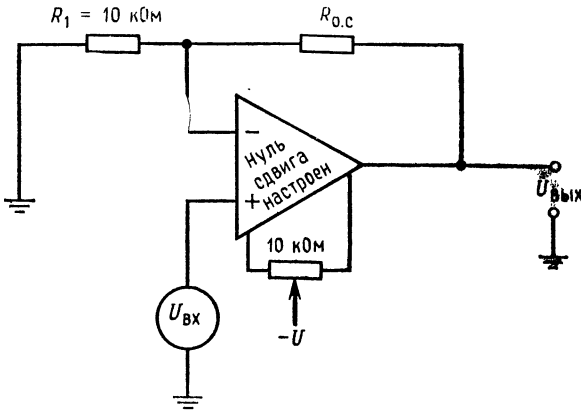 R₁ = 10 кОм
Rо.с
−
Нуль
сдвига
настроен
+
Uвых
10 кОм
Uвх
−U